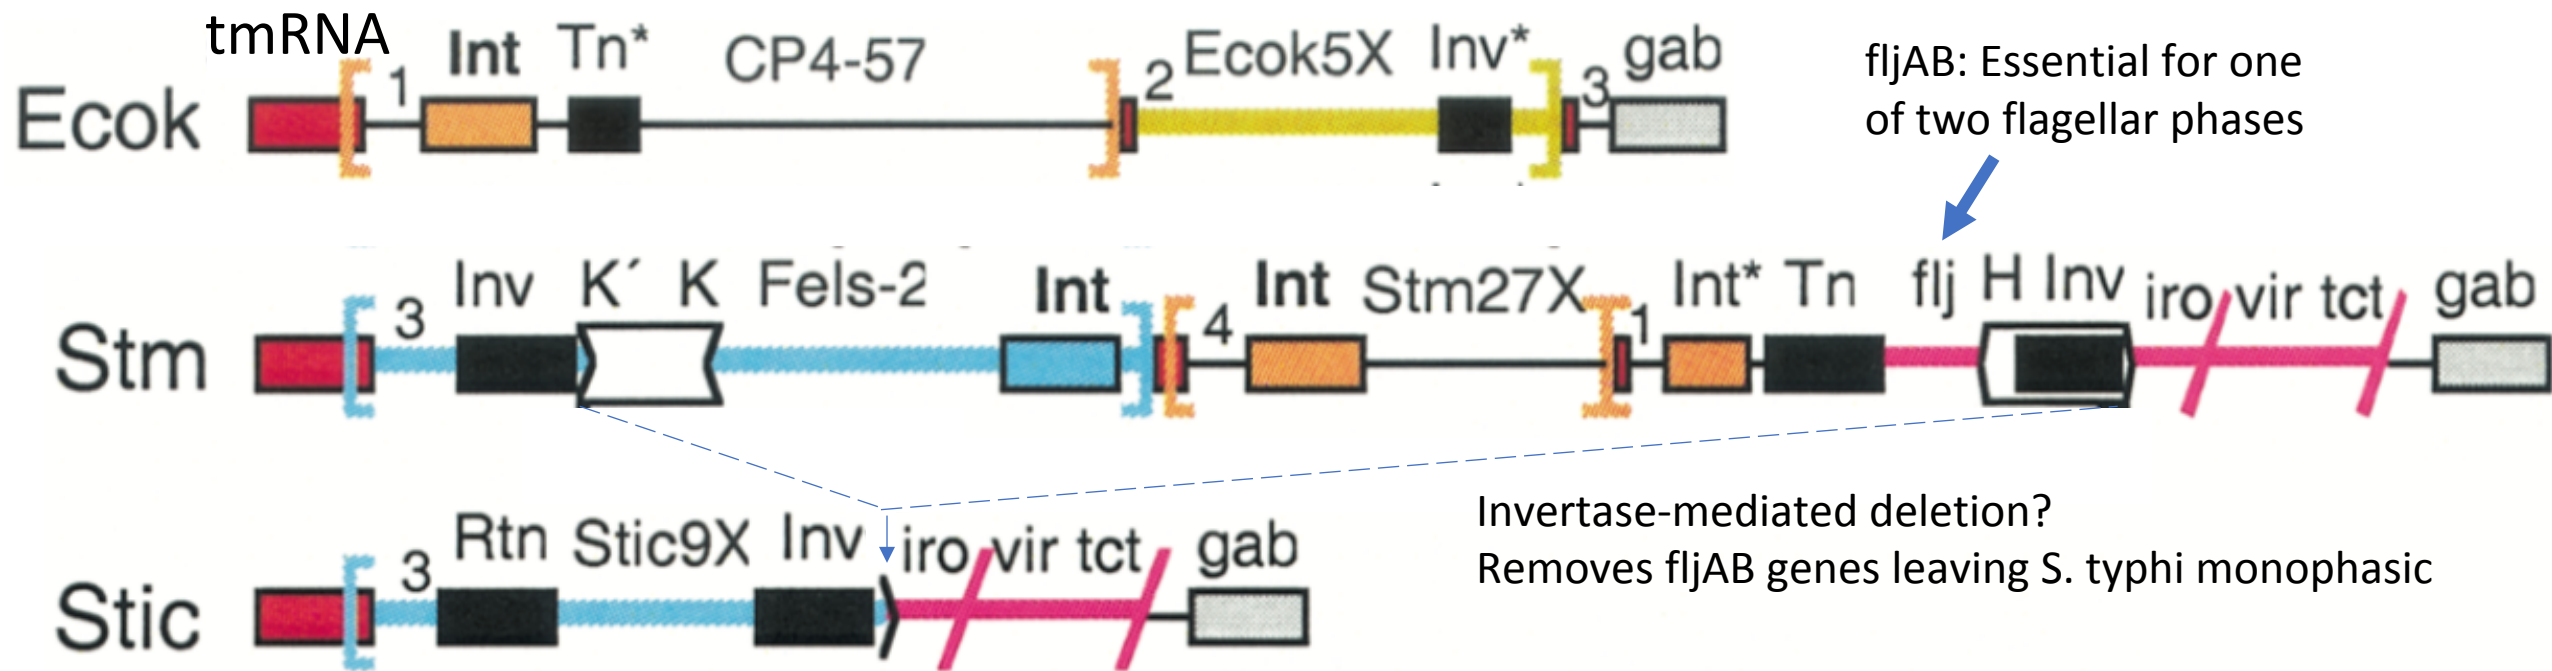 tmRNA
Int Tn* CP4-57 Ecok5X Inv* gab
1 2 3
Ecok
fljAB: Essential for one
of two flagellar phases
Inv K´ K Fels-2 Int Int Stm27X Int* Tn flj H Inv iro vir tct gab
3 4 1
Stm
Invertase-mediated deletion?
Removes fljAB genes leaving S. typhi monophasic
Rtn Stic9X Inv iro vir tct gab
3
Stic